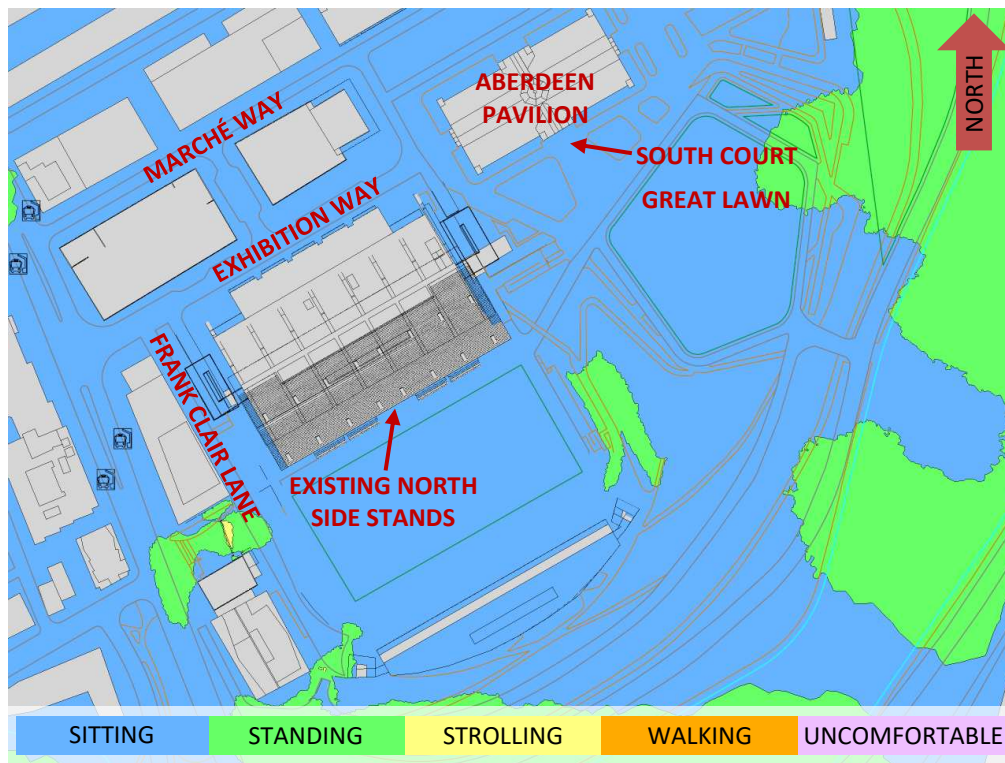 NORTH
ABERDEEN
PAVILION
MARCHÉ WAY
SOUTH COURT
GREAT LAWN
EXHIBITION WAY
FRANK CLAIR LANE
EXISTING NORTH
SIDE STANDS
SITTING
STANDING
STROLLING
WALKING
UNCOMFORTABLE